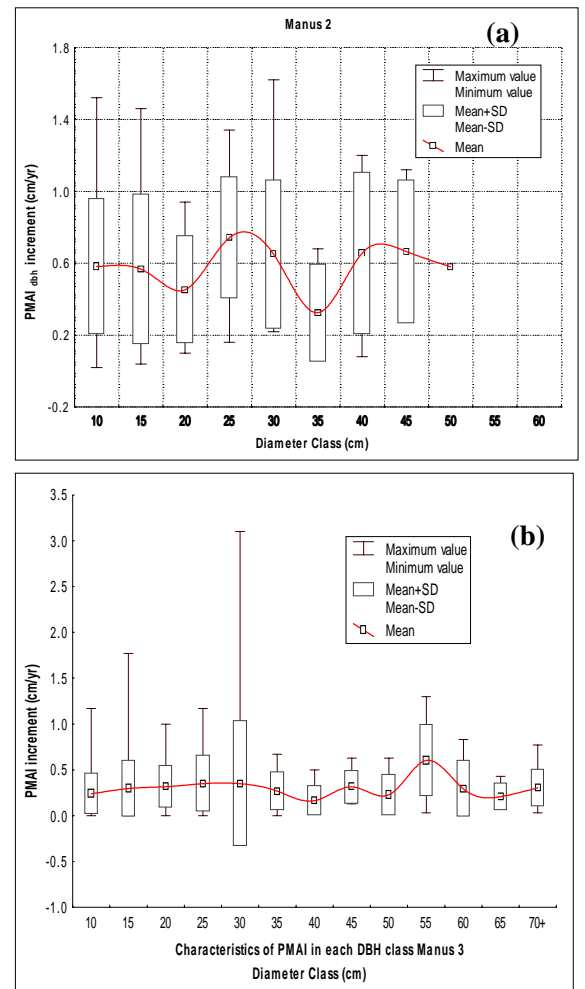 Manus 2
(a)
1.8
1.4
1.0
0.6
0.2
-0.2
PMAI dbh increment (cm/yr)
Maximum value
Minimum value
Mean+SD
Mean-SD
Mean
10 15 20 25 30 35 40 45 50 55 60
Diameter Class (cm)
(b)
3.5
3.0
2.5
2.0
1.5
1.0
0.5
0.0
-0.5
-1.0
PMAI increment (cm/yr)
Maximum value
Minimum value
Mean+SD
Mean-SD
Mean
10 15 20 25 30 35 40 45 50 55 60 65 70+
Characteristics of PMAI in each DBH class Manus 3
Diameter Class (cm)